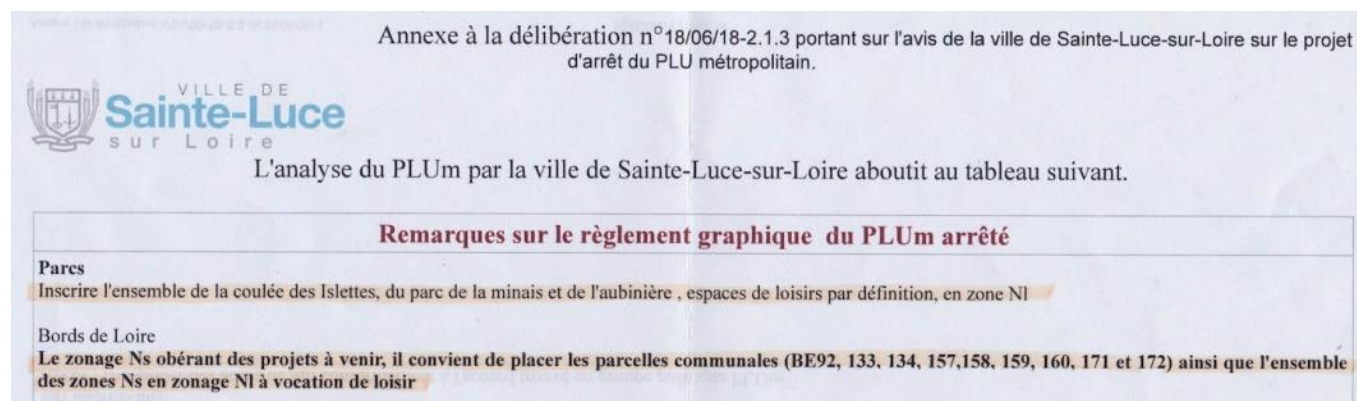 Annexe à la délibération n°18/06/18-2.1.3 portant sur l'avis de la ville de Sainte-Luce-sur-Loire sur le projet
d'arrêt du PLU métropolitain.
VILLE DE
Sainte-Luce
sur Loire
L'analyse du PLUm par la ville de Sainte-Luce-sur-Loire aboutit au tableau suivant.
Remarques sur le règlement graphique du PLUm arrêté
Parcs
Inscrire l'ensemble de la coulée des Islettes, du parc de la minais et de l'aubinière , espaces de loisirs par définition, en zone Nl
Bords de Loire
Le zonage Ns obérant des projets à venir, il convient de placer les parcelles communales (BE92, 133, 134, 157,158, 159, 160, 171 et 172) ainsi que l'ensemble
des zones Ns en zonage Nl à vocation de loisir